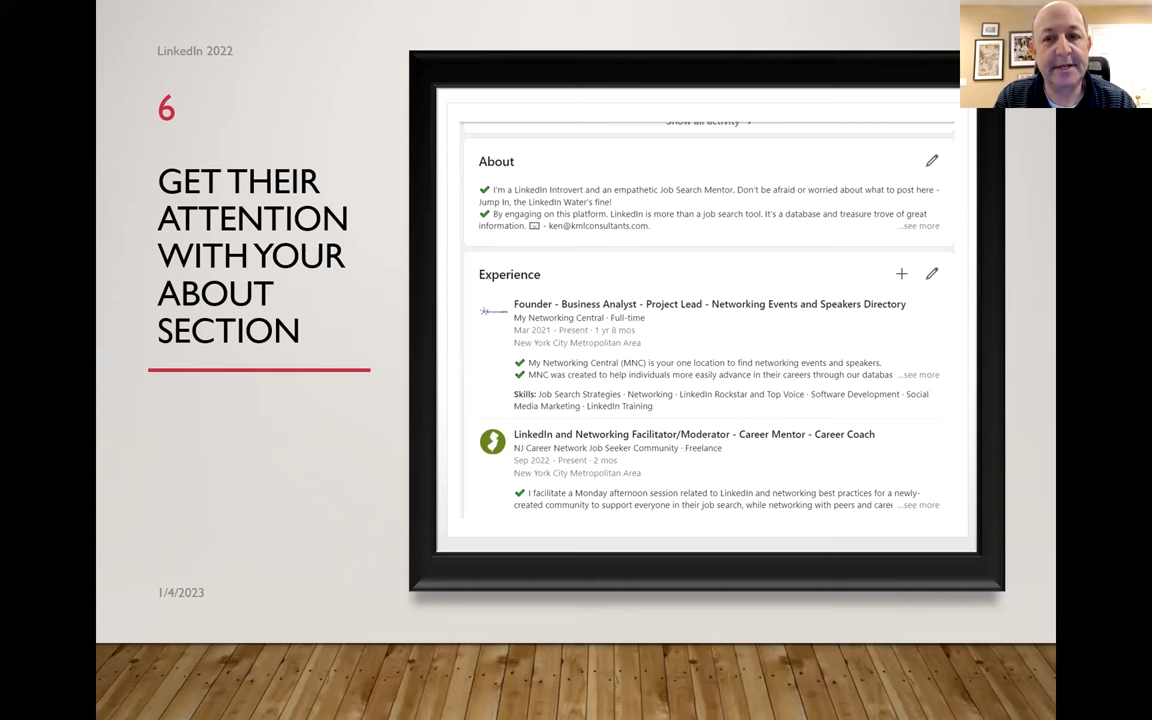 LinkedIn 2022
6
GET THEIR
ATTENTION
WITH YOUR
ABOUT
SECTION
1/4/2023
Show all activity →
About
✔ I'm a LinkedIn Introvert and an empathetic Job Search Mentor. Don't be afraid or worried about what to post here -
Jump In, the LinkedIn Water's fine!
✔ By engaging on this platform. LinkedIn is more than a job search tool. It's a database and treasure trove of great
information. 📧 - ken@kmlconsultants.com. ...see more
Experience
Founder - Business Analyst - Project Lead - Networking Events and Speakers Directory
My Networking Central · Full-time
Mar 2021 - Present · 1 yr 8 mos
New York City Metropolitan Area
✔ My Networking Central (MNC) is your one location to find networking events and speakers.
✔ MNC was created to help individuals more easily advance in their careers through our databas ...see more
Skills: Job Search Strategies · Networking · LinkedIn Rockstar and Top Voice · Software Development · Social
Media Marketing · LinkedIn Training
LinkedIn and Networking Facilitator/Moderator - Career Mentor - Career Coach
NJ Career Network Job Seeker Community · Freelance
Sep 2022 - Present · 2 mos
New York City Metropolitan Area
✔ I facilitate a Monday afternoon session related to LinkedIn and networking best practices for a newly-
created community to support everyone in their job search, while networking with peers and caree ...see more